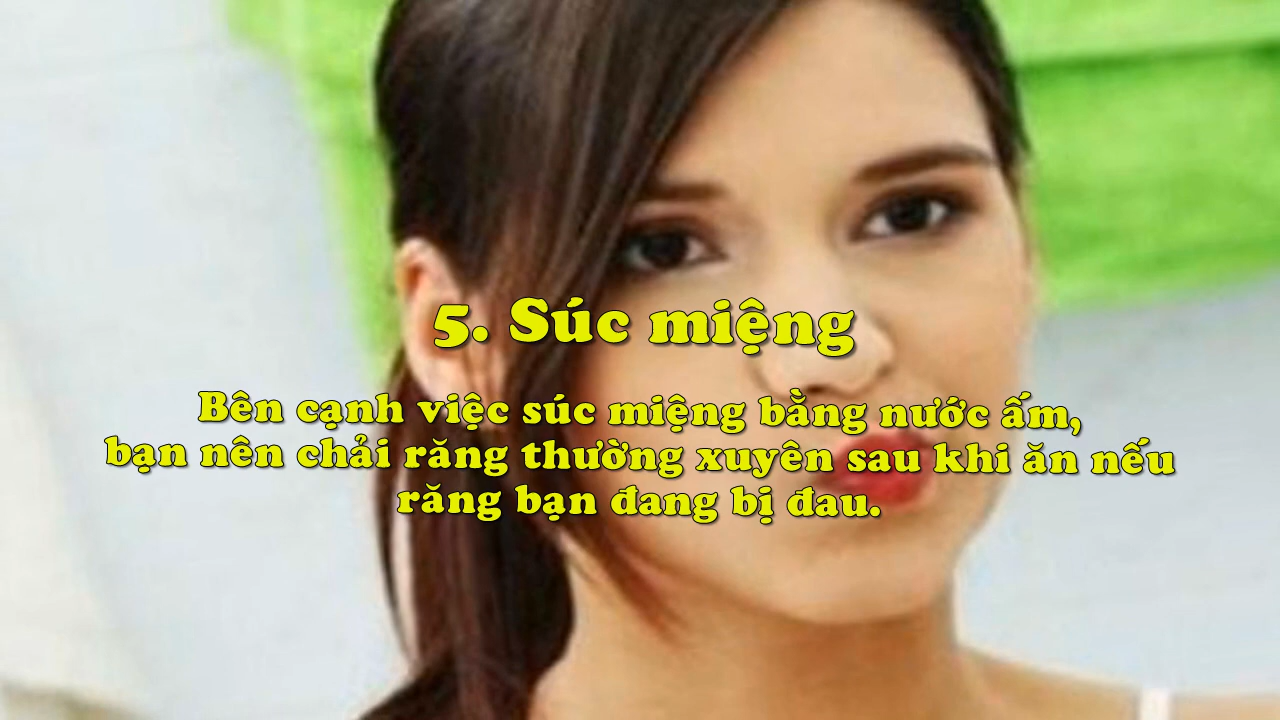 5. Súc miệng
Bên cạnh việc súc miệng bằng nước ấm,
bạn nên chải răng thường xuyên sau khi ăn nếu
răng bạn đang bị đau.